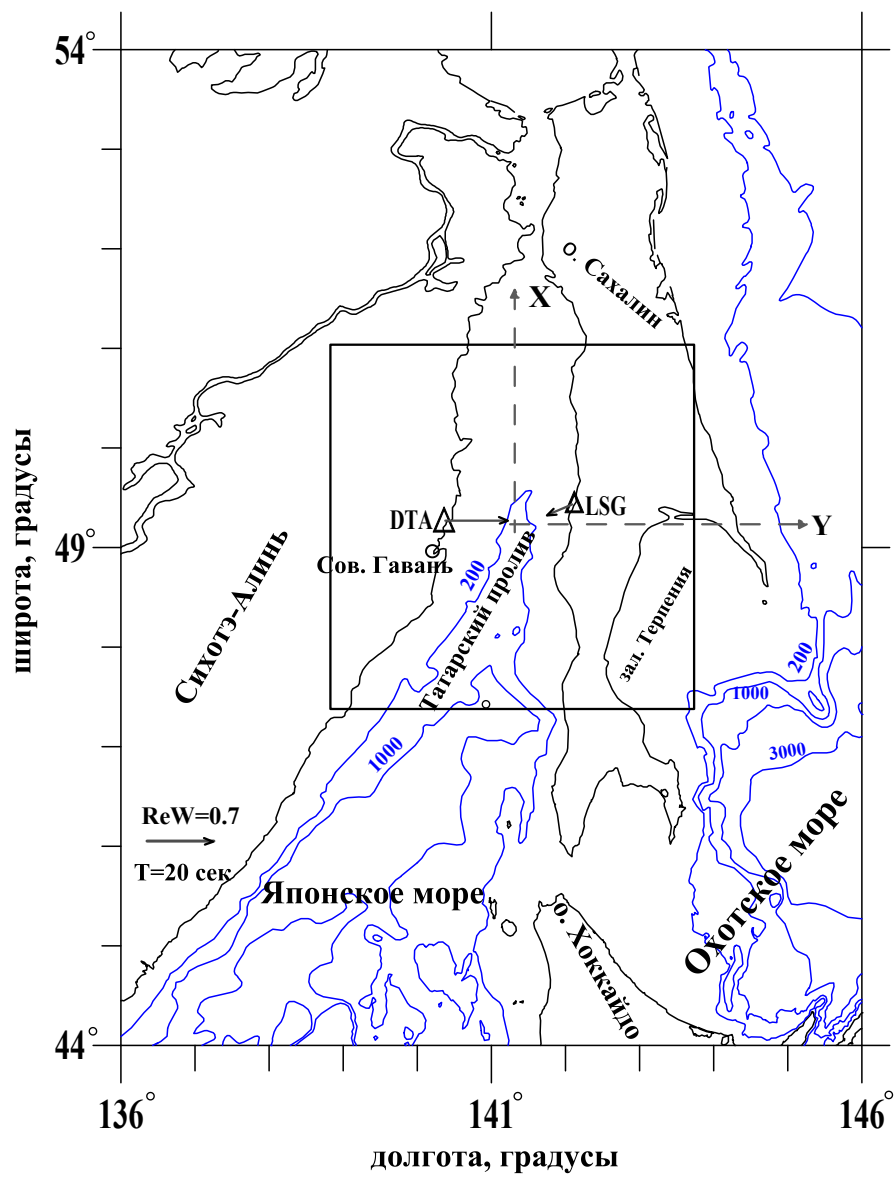 54°
о. Сахалин
X
DTA
LSG
Y
49°
Сов. Гавань
200
Татарский пролив
зал. Терпения
Сихотэ-Алинь
широта, градусы
200
1000
1000
3000
ReW=0.7
T=20 сек
Японское море
Охотское море
о. Хоккайдо
44°
136°
141°
146°
долгота, градусы